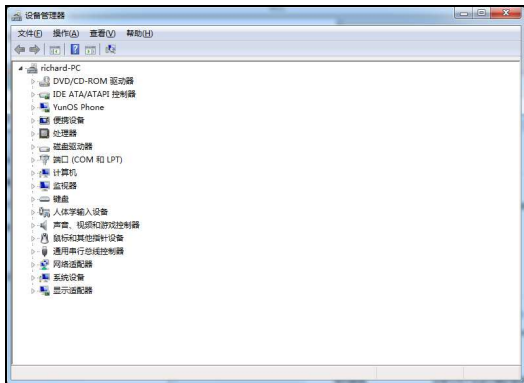 设备管理器
文件(F) 操作(A) 查看(V) 帮助(H)
richard-PC
DVD/CD-ROM 驱动器
IDE ATA/ATAPI 控制器
YunOS Phone
便携设备
处理器
磁盘驱动器
端口 (COM 和 LPT)
计算机
监视器
键盘
人体学输入设备
声音、视频和游戏控制器
鼠标和其他指针设备
通用串行总线控制器
网络适配器
系统设备
显示适配器